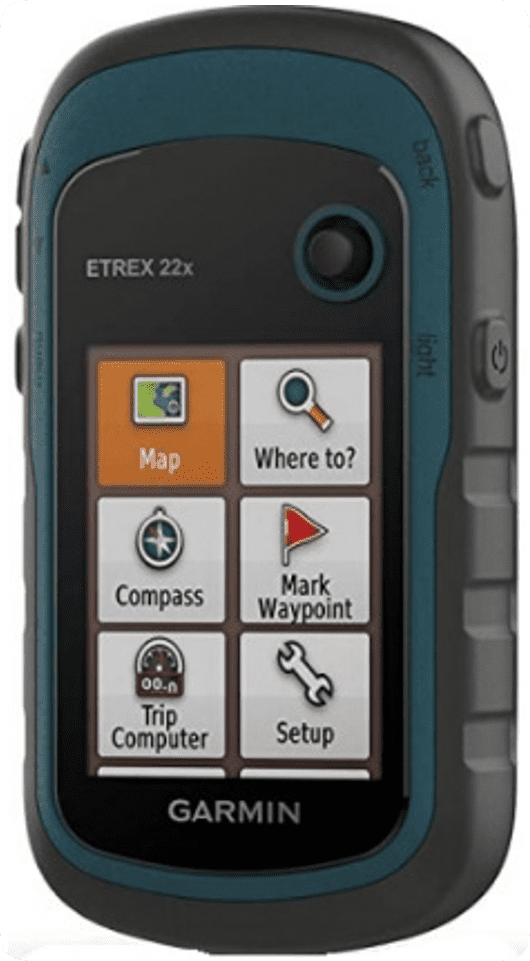 back
ETREX 22x
light
Map
Where to?
Compass
Mark
Waypoint
Trip
Computer
Setup
GARMIN